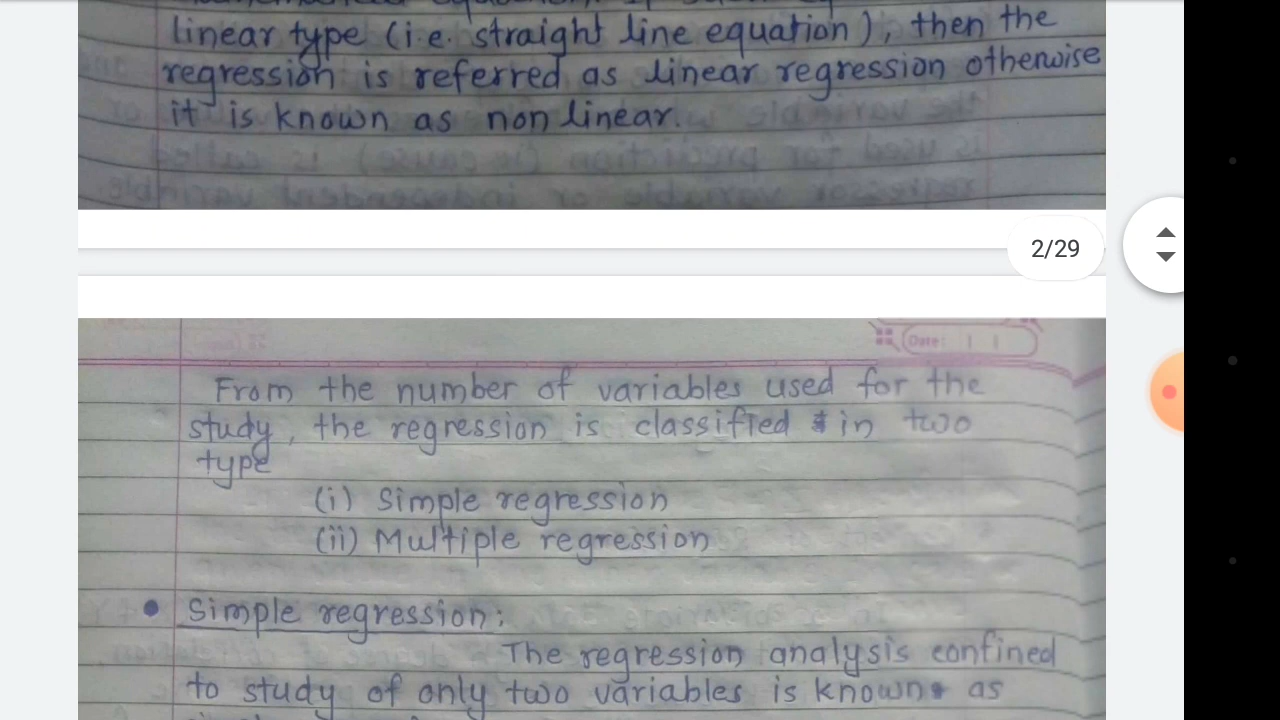 linear type (i.e. straight line equation), then the
regression is referred as linear regression otherwise
it is known as non linear.
2/29
Date:
From the number of variables used for the
study, the regression is classified in two
type
(i) Simple regression
(ii) Multiple regression
• Simple regression:
The regression analysis confined
to study of only two variables is known as